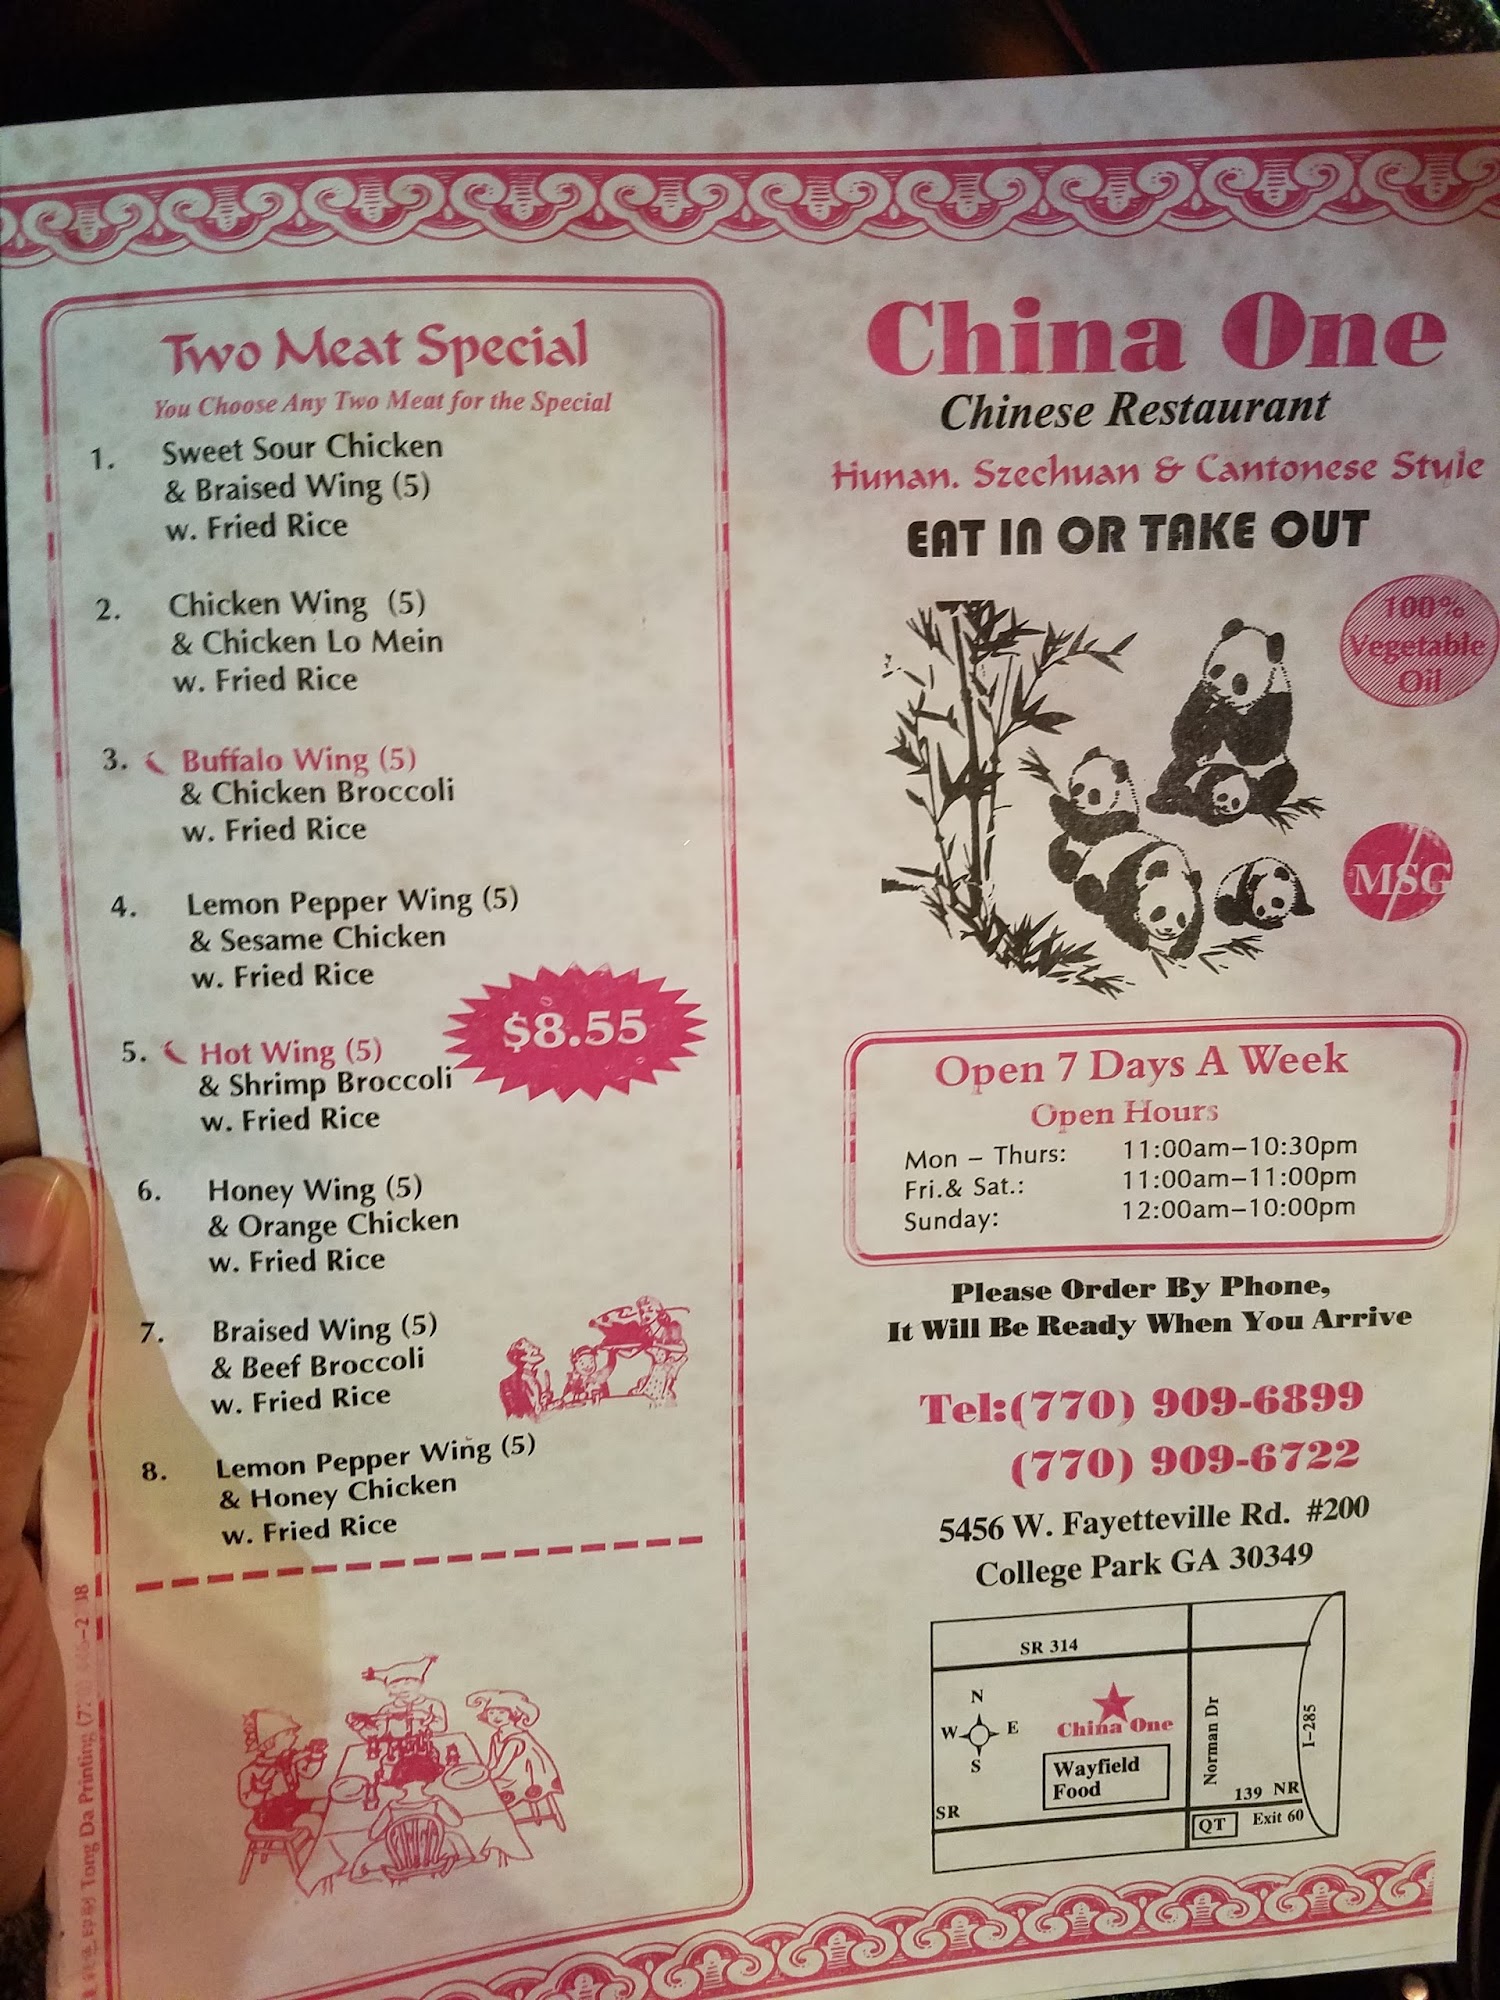 Two Meat Special
You Choose Any Two Meat for the Special
1. Sweet Sour Chicken
& Braised Wing (5)
w. Fried Rice
2. Chicken Wing (5)
& Chicken Lo Mein
w. Fried Rice
3. Buffalo Wing (5)
& Chicken Broccoli
w. Fried Rice
4. Lemon Pepper Wing (5)
& Sesame Chicken
w. Fried Rice
$8.55
5. Hot Wing (5)
& Shrimp Broccoli
w. Fried Rice
6. Honey Wing (5)
& Orange Chicken
w. Fried Rice
7. Braised Wing (5)
& Beef Broccoli
w. Fried Rice
8. Lemon Pepper Wing (5)
& Honey Chicken
w. Fried Rice
Tong Da Printing
China One
Chinese Restaurant
Hunan. Szechuan & Cantonese Style
EAT IN OR TAKE OUT
100%
Vegetable
Oil
MSG
Open 7 Days A Week
Open Hours
Mon – Thurs: 11:00am–10:30pm
Fri.& Sat.: 11:00am–11:00pm
Sunday: 12:00am–10:00pm
Please Order By Phone,
It Will Be Ready When You Arrive
Tel:(770) 909-6899
(770) 909-6722
5456 W. Fayetteville Rd. #200
College Park GA 30349
SR 314
N
W E
S
China One
Wayfield
Food
Norman Dr
I-285
SR
139 NR
QT
Exit 60